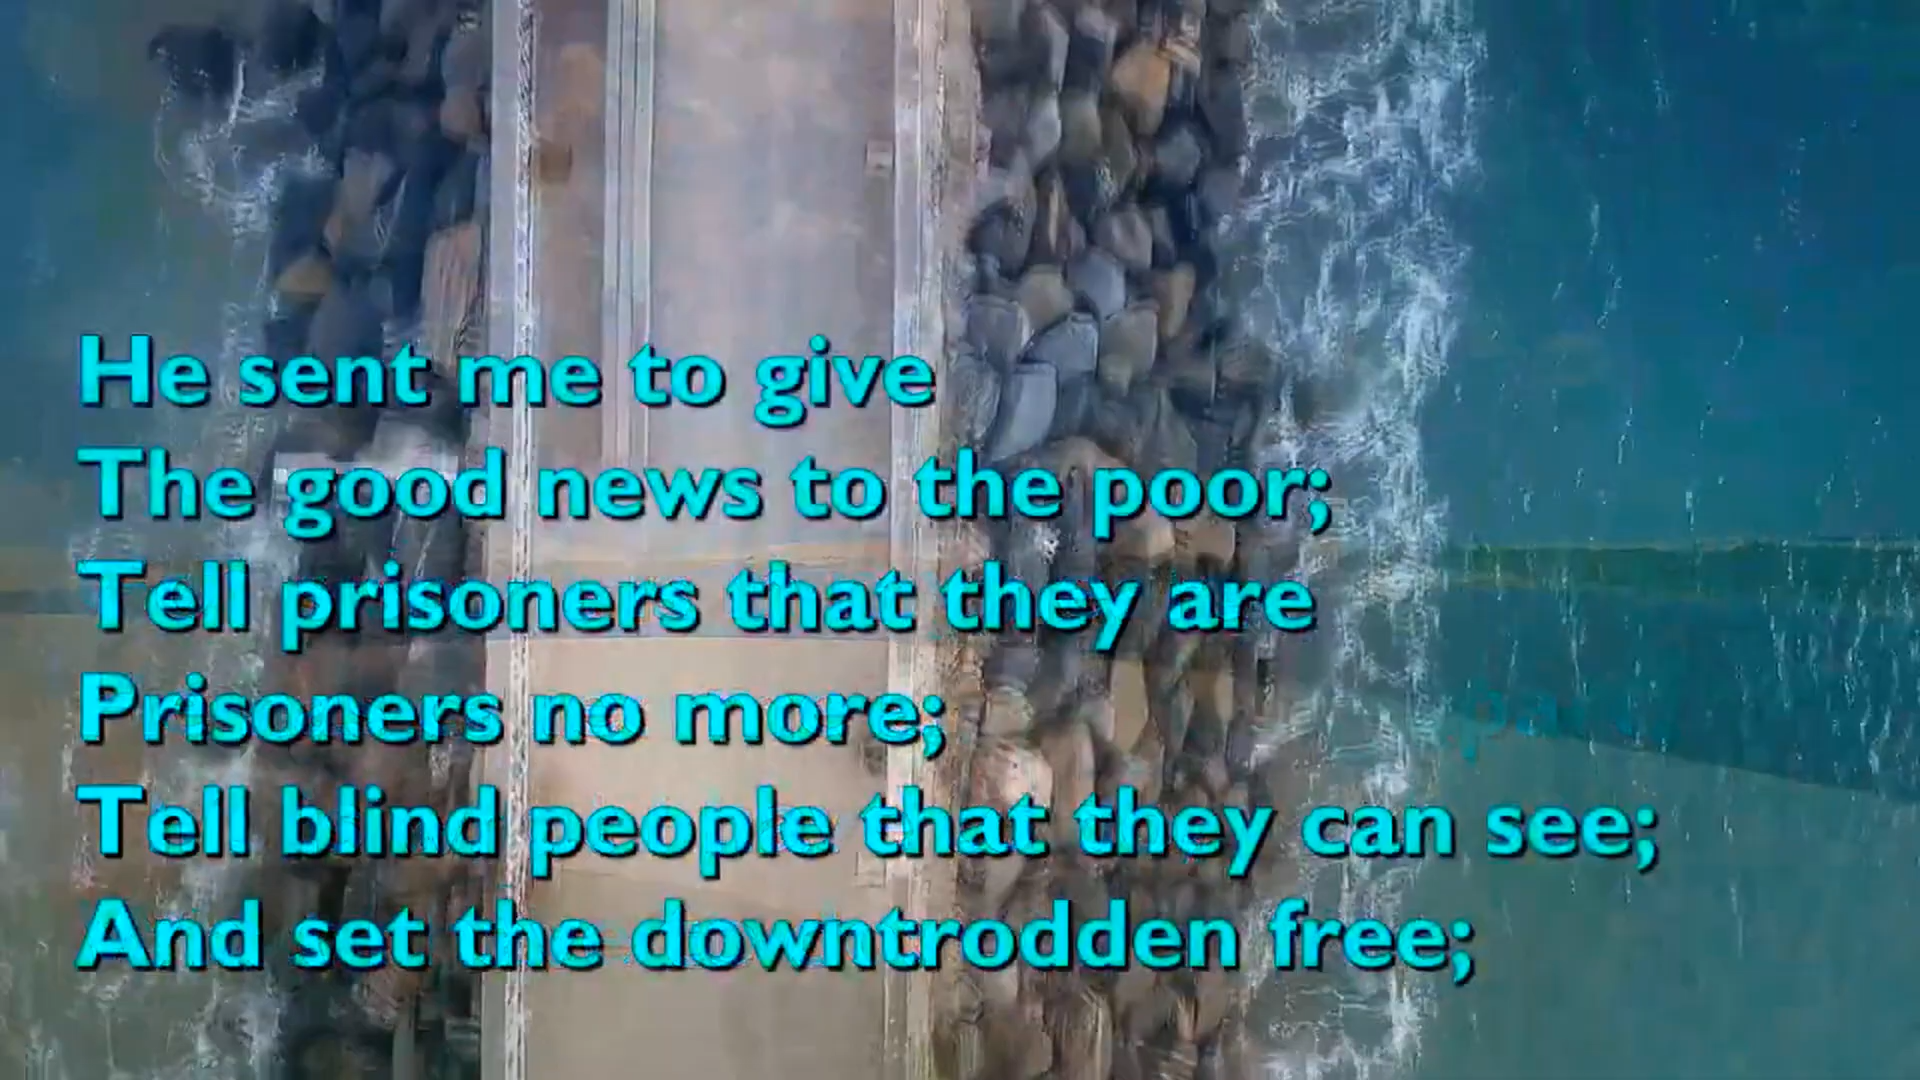 He sent me to give
The good news to the poor;
Tell prisoners that they are
Prisoners no more;
Tell blind people that they can see;
And set the downtrodden free;